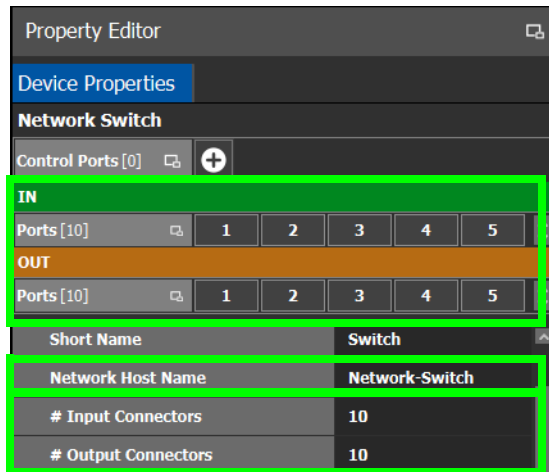 Property Editor
Device Properties
Network Switch
Control Ports [0]
IN
Ports [10] 1 2 3 4 5
OUT
Ports [10] 1 2 3 4 5
Short Name Switch
Network Host Name Network-Switch
# Input Connectors 10
# Output Connectors 10